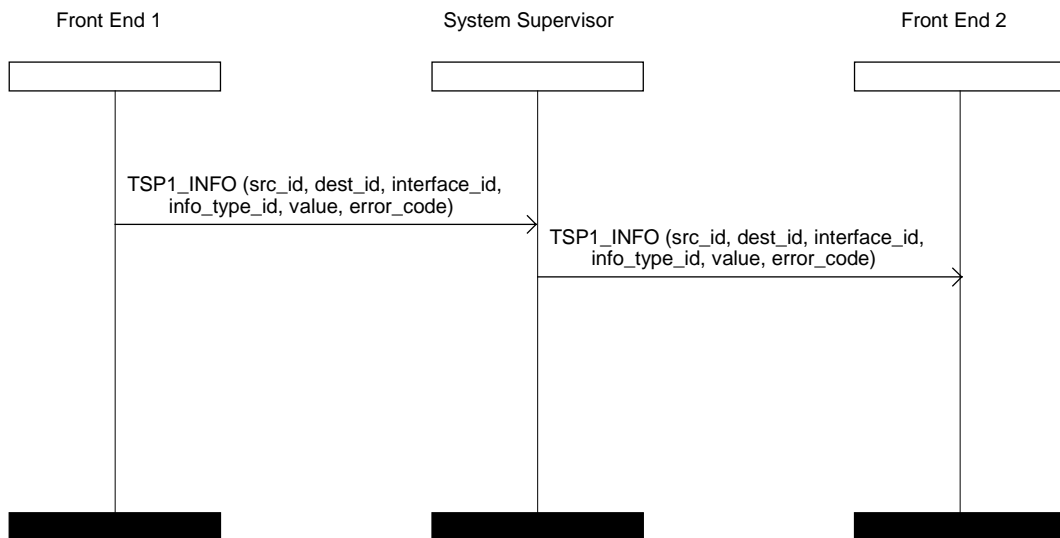 Front End 1
System Supervisor
Front End 2
TSP1_INFO (src_id, dest_id, interface_id,
info_type_id, value, error_code)
TSP1_INFO (src_id, dest_id, interface_id,
info_type_id, value, error_code)